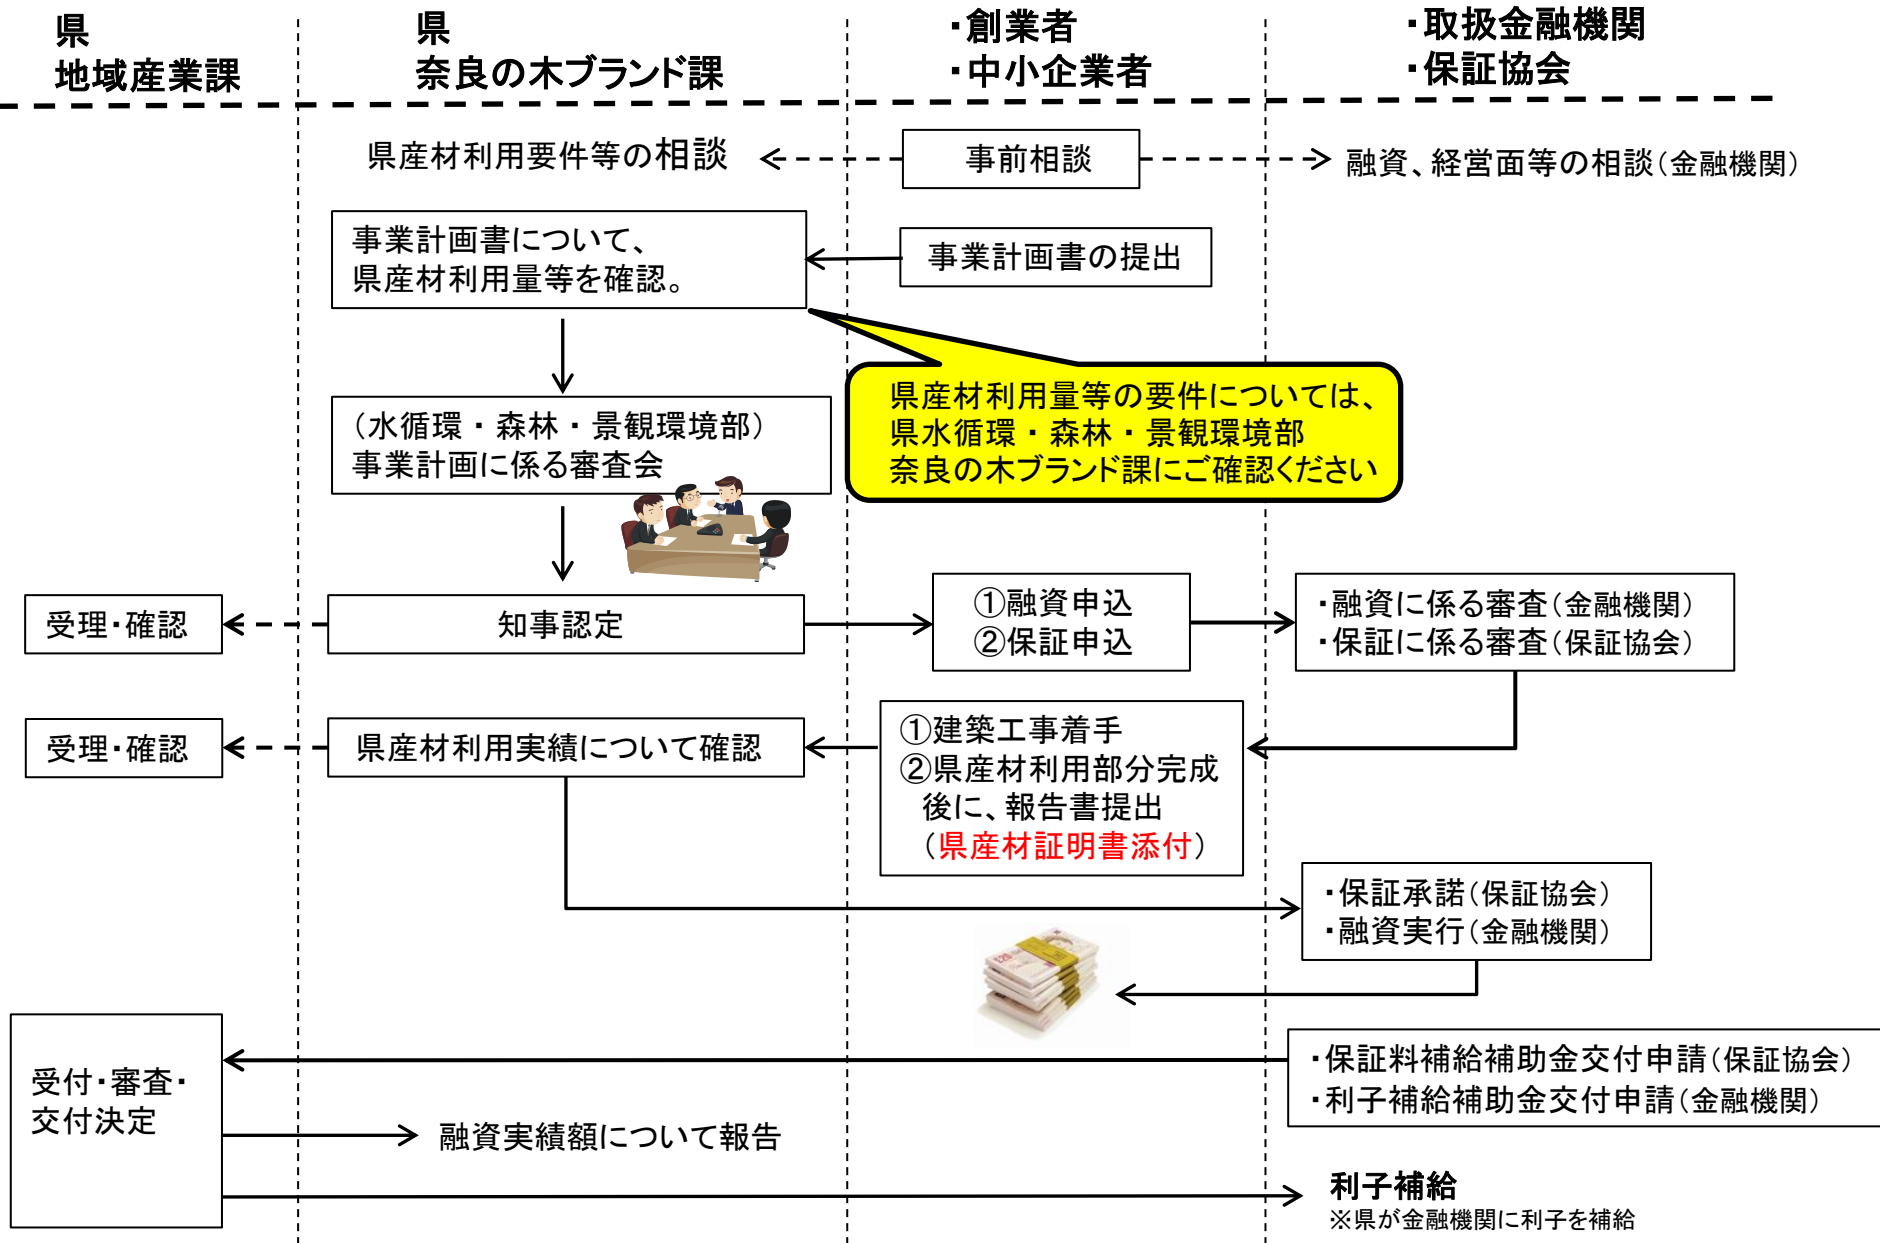 県
地域産業課
県
奈良の木ブランド課
・創業者
・中小企業者
・取扱金融機関
・保証協会
県産材利用要件等の相談
事前相談
融資、経営面等の相談（金融機関）
事業計画書について、
県産材利用量等を確認。
事業計画書の提出
県産材利用量等の要件については、
県水循環・森林・景観環境部
奈良の木ブランド課にご確認ください
（水循環・森林・景観環境部）
事業計画に係る審査会
受理・確認
知事認定
①融資申込
②保証申込
・融資に係る審査（金融機関）
・保証に係る審査（保証協会）
受理・確認
県産材利用実績について確認
①建築工事着手
②県産材利用部分完成
後に、報告書提出
（県産材証明書添付）
・保証承諾（保証協会）
・融資実行（金融機関）
£20
受付・審査・
交付決定
・保証料補給補助金交付申請（保証協会）
・利子補給補助金交付申請（金融機関）
融資実績額について報告
利子補給
※県が金融機関に利子を補給